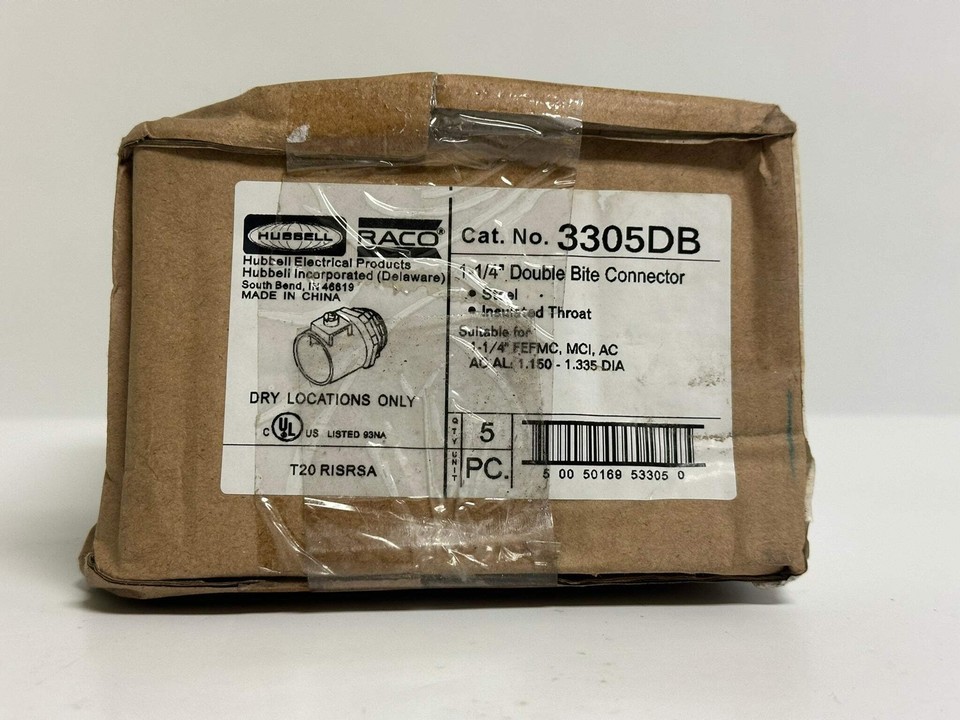 HUBBELL
RACO®
Hubbell Electrical Products
Hubbell Incorporated (Delaware)
South Bend, IN 46619
MADE IN CHINA
DRY LOCATIONS ONLY
C UL US LISTED 93NA
T20 RISRSA
Cat. No. 3305DB
1-1/4" Double Bite Connector
• Steel
• Insulated Throat
Suitable for
1-1/4" FEFMC, MCI, AC
AC AL: 1.150 - 1.335 DIA
QTY 5
UNIT PC.
5 00 50169 53305 0